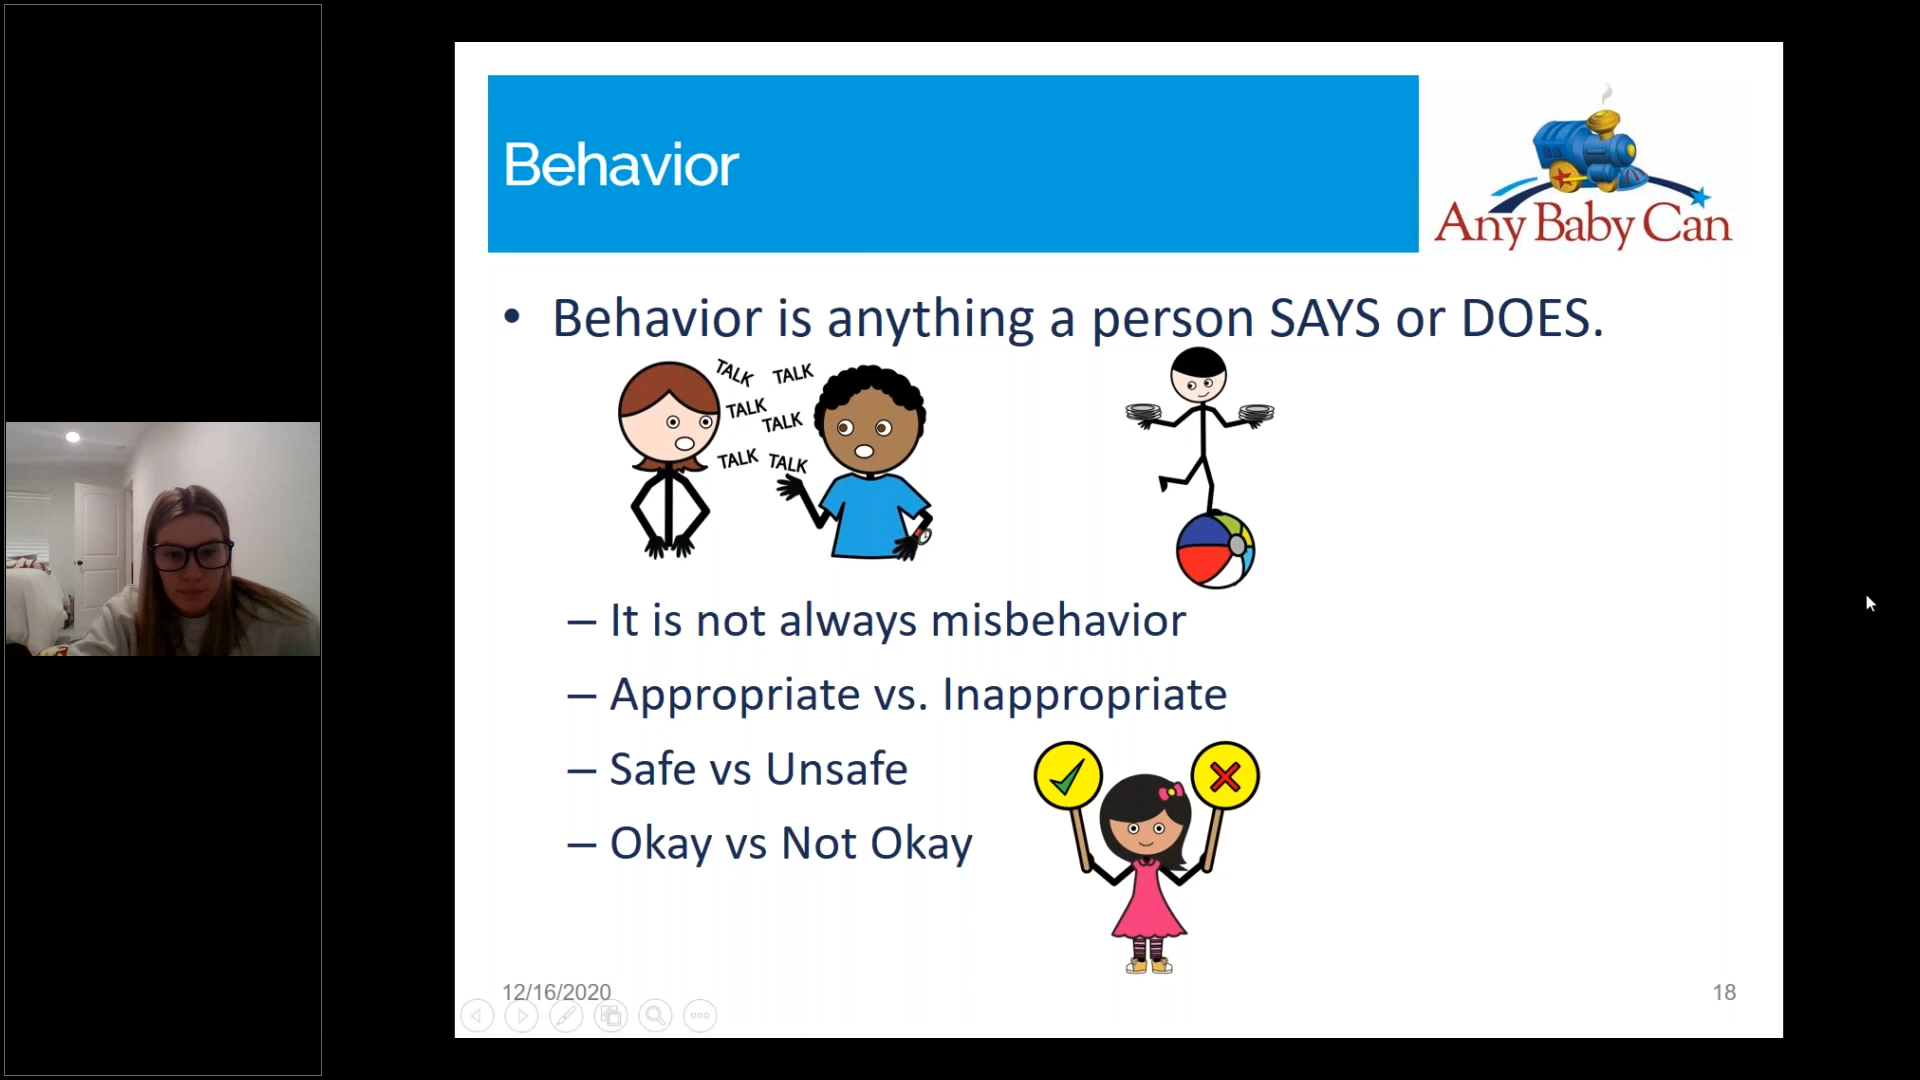 Behavior
Any Baby Can
• Behavior is anything a person SAYS or DOES.
TALK TALK
TALK
TALK
TALK TALK
– It is not always misbehavior
– Appropriate vs. Inappropriate
– Safe vs Unsafe
– Okay vs Not Okay
12/16/2020
18